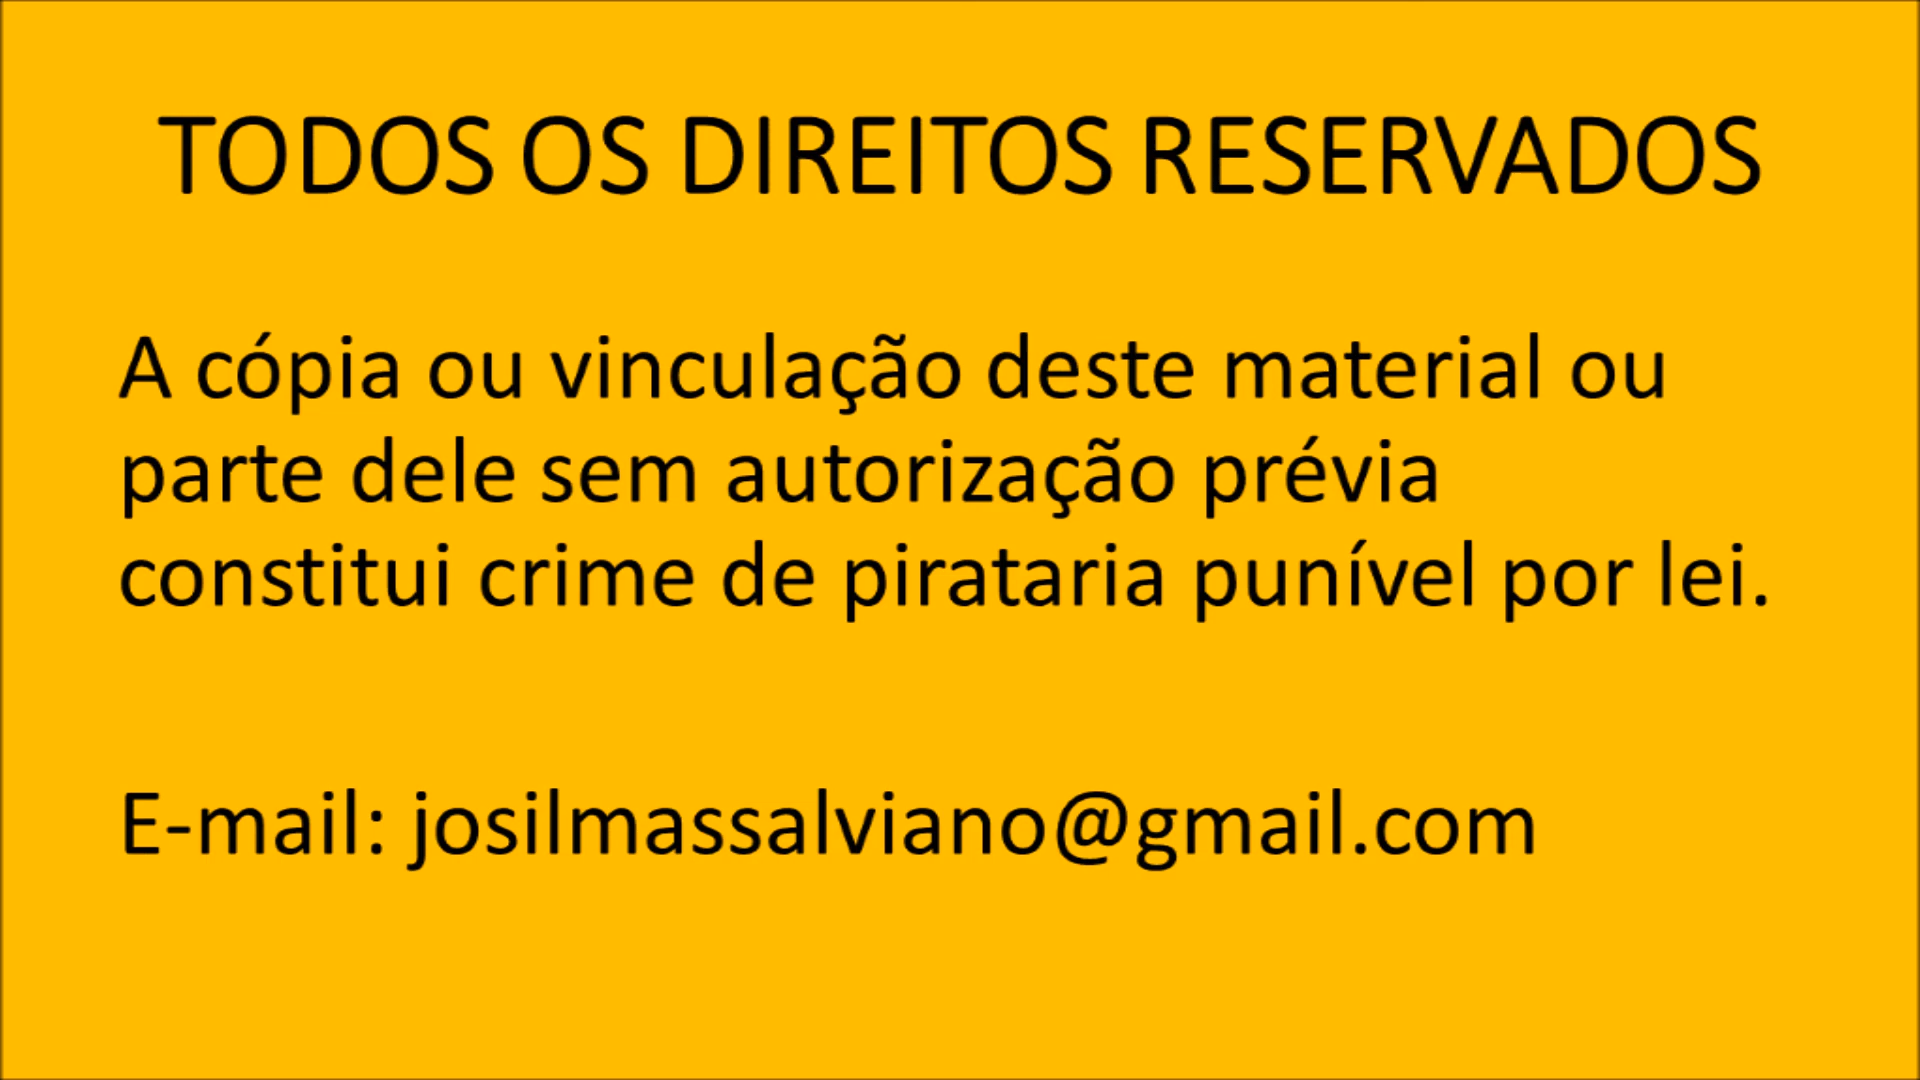 TODOS OS DIREITOS RESERVADOS
A cópia ou vinculação deste material ou
parte dele sem autorização prévia
constitui crime de pirataria punível por lei.
E-mail: josilmassalviano@gmail.com